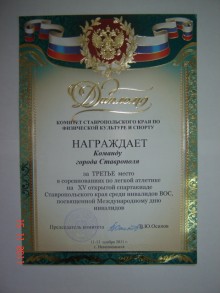 Диплом
КОМИТЕТ СТАВРОПОЛЬСКОГО КРАЯ ПО
ФИЗИЧЕСКОЙ КУЛЬТУРЕ И СПОРТУ
НАГРАЖДАЕТ
Команду
города Ставрополя
за ТРЕТЬЕ место
в соревнованиях по легкой атлетике
на XV открытой спартакиаде
Ставропольского края среди инвалидов ВОС,
посвященной Международному дню
инвалидов
Председатель комитета